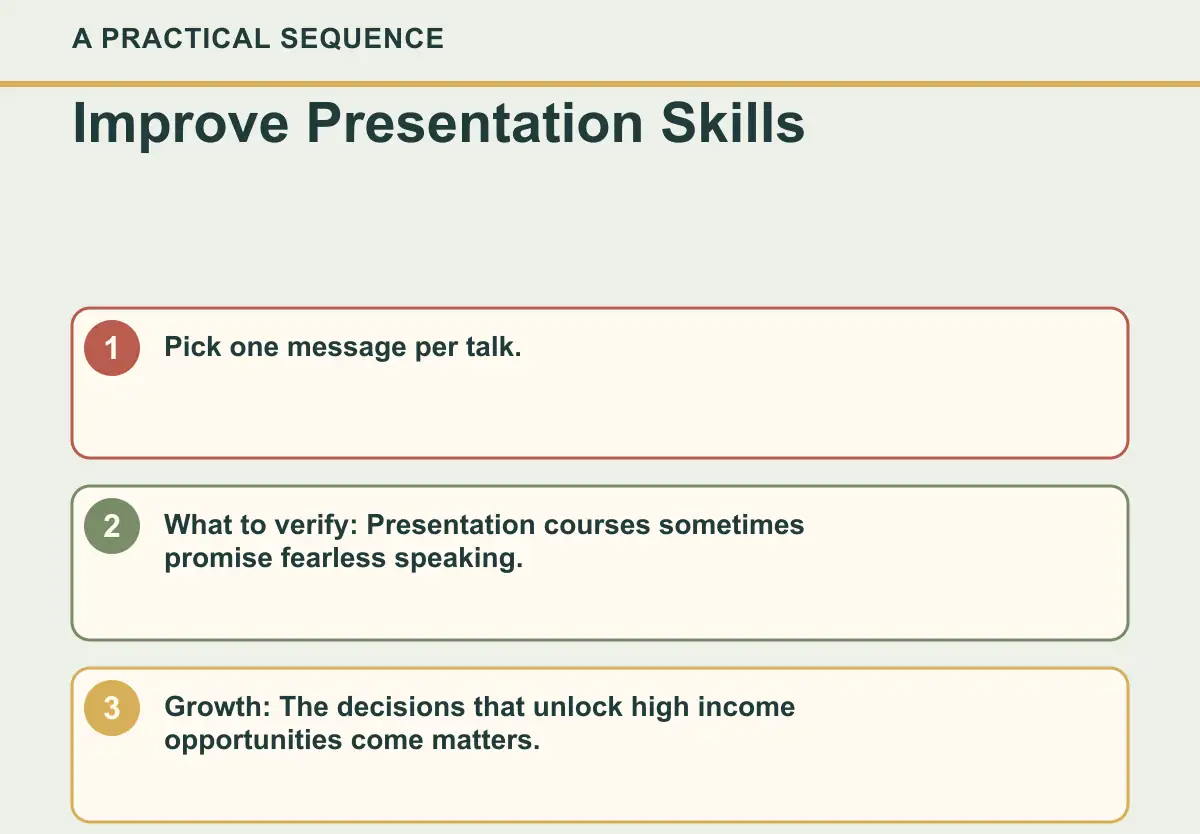 A PRACTICAL SEQUENCE
Improve Presentation Skills
1
Pick one message per talk.
2
What to verify: Presentation courses sometimes
promise fearless speaking.
3
Growth: The decisions that unlock high income
opportunities come matters.